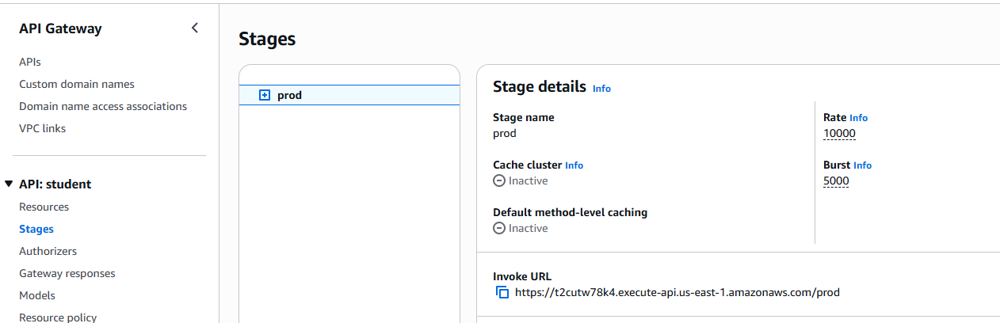 API Gateway
APIs
Custom domain names
Domain name access associations
VPC links
API: student
Resources
Stages
Authorizers
Gateway responses
Models
Resource policy
Stages
prod
Stage details Info
Stage name
prod
Cache cluster Info
Inactive
Default method-level caching
Inactive
Rate Info
10000
Burst Info
5000
Invoke URL
https://t2cutw78k4.execute-api.us-east-1.amazonaws.com/prod